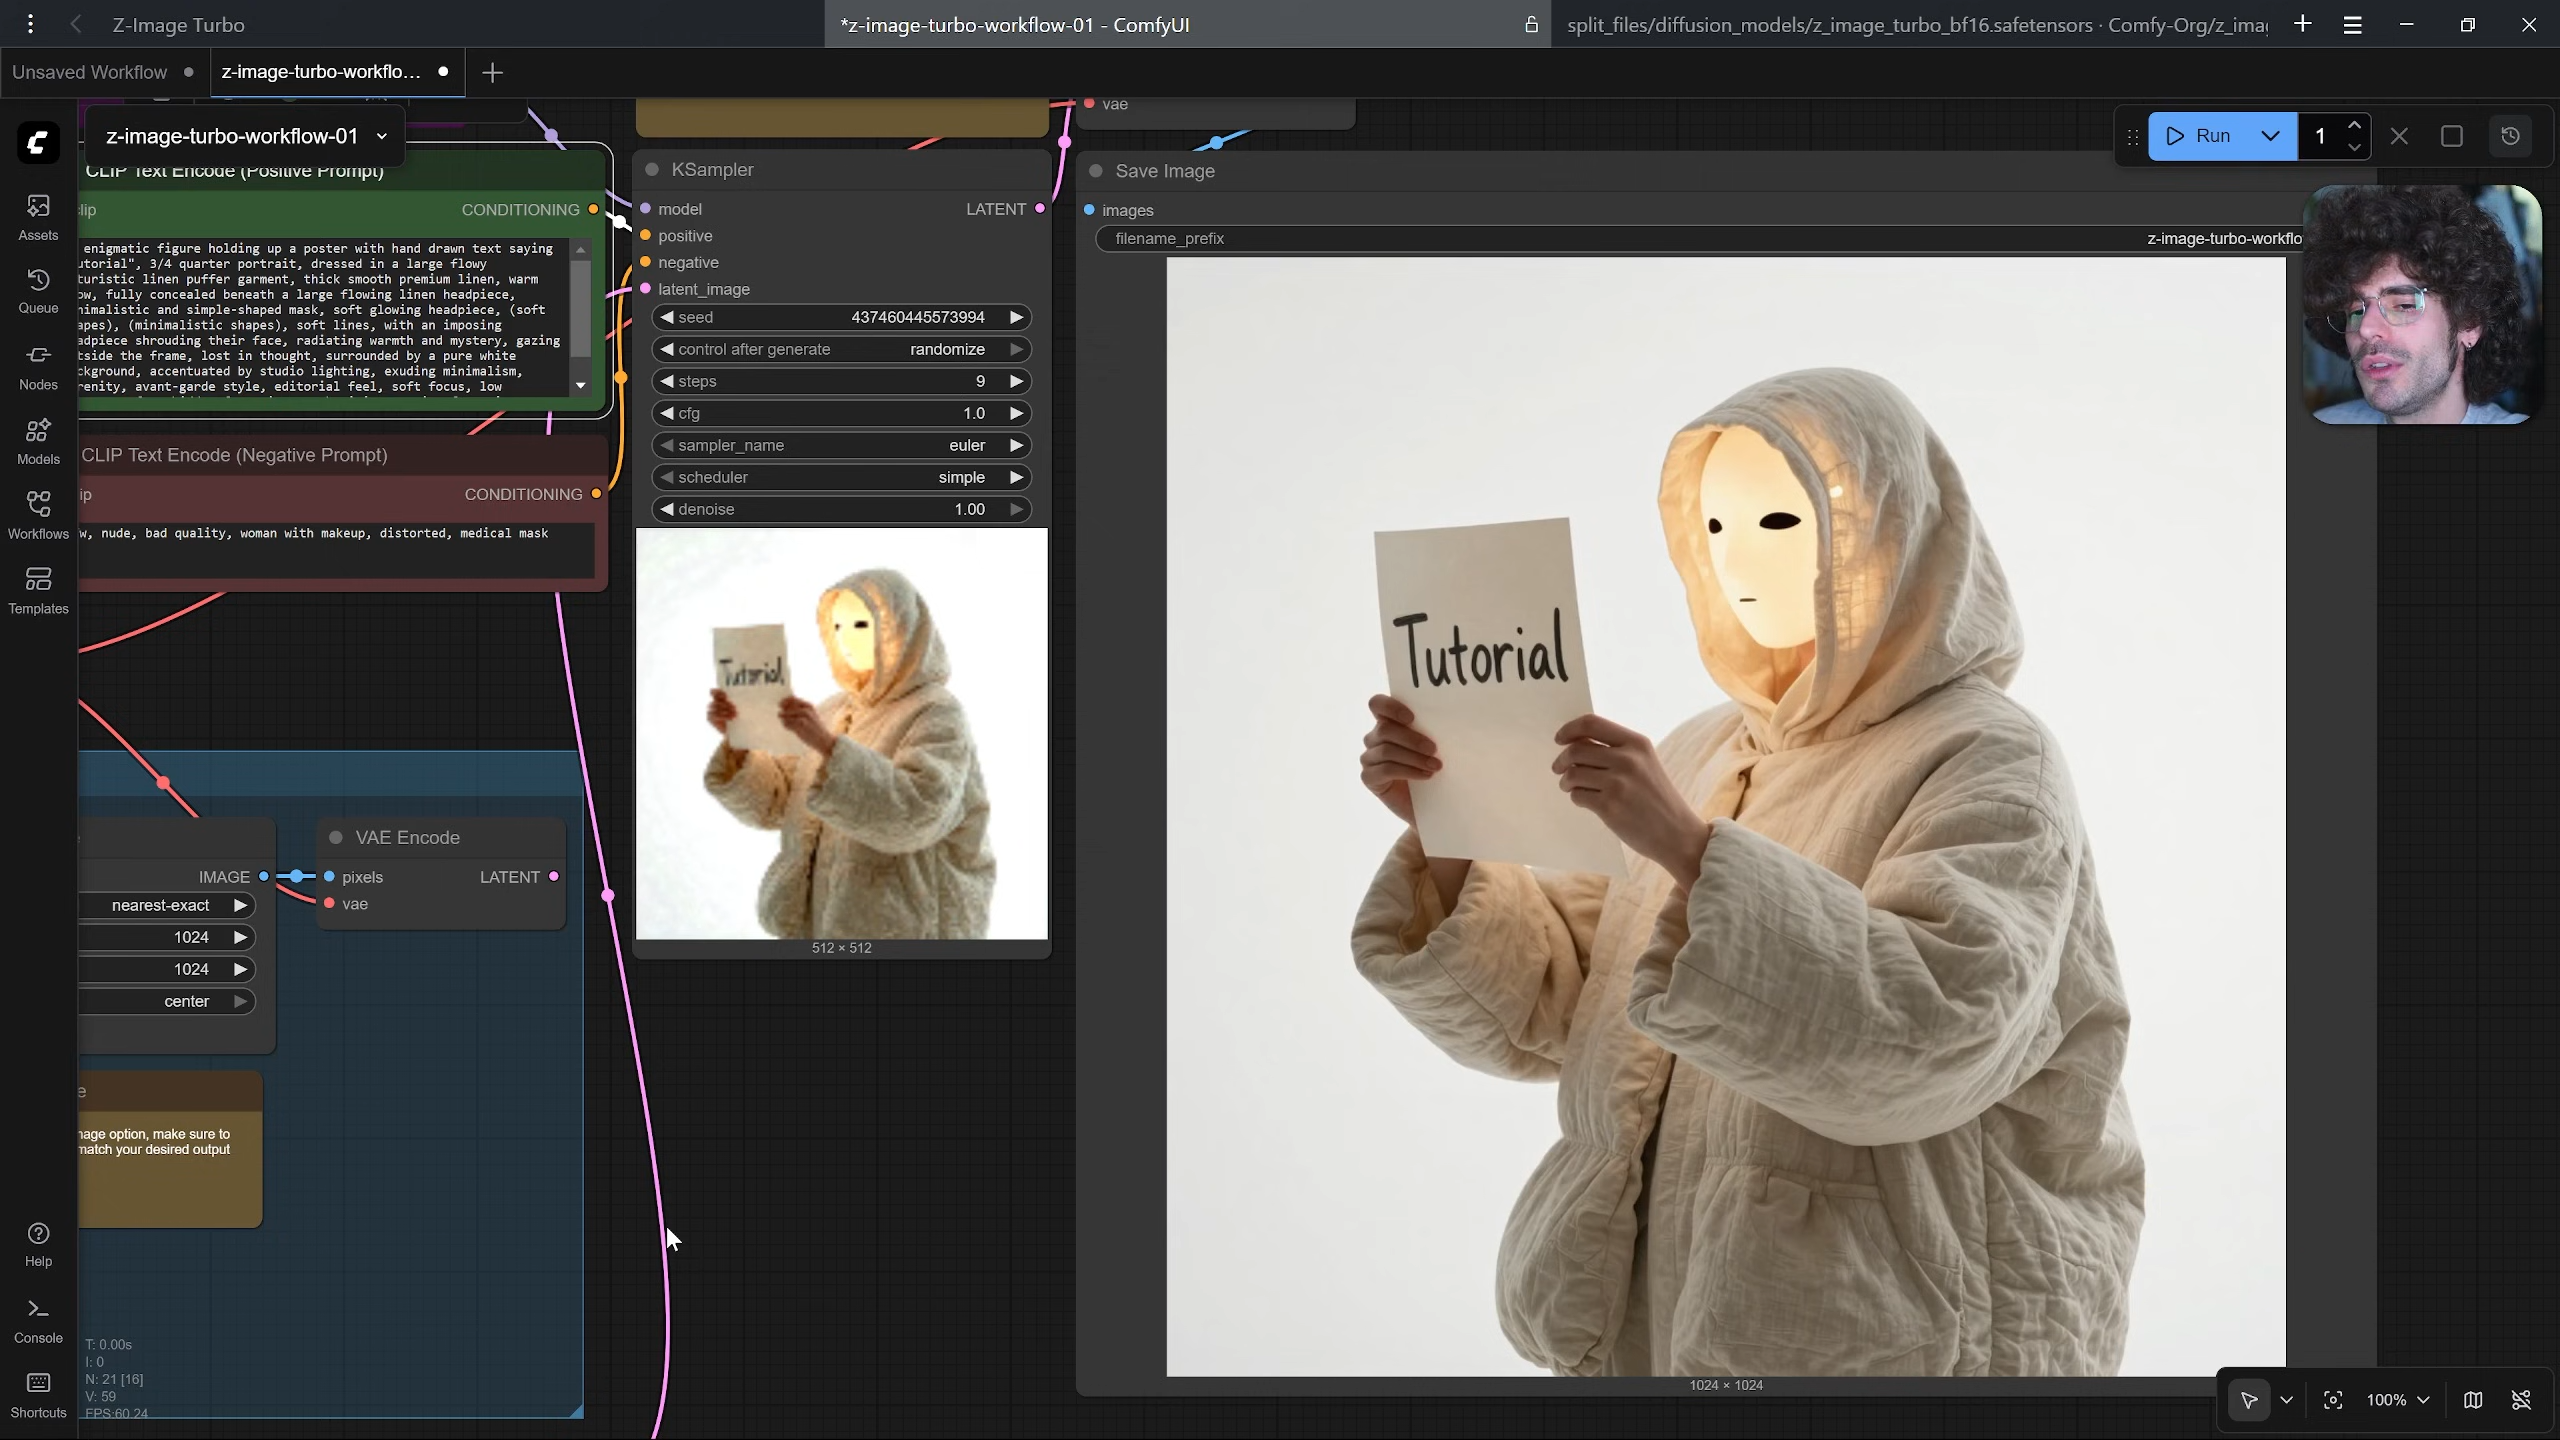 Z-Image Turbo
*z-image-turbo-workflow-01 - ComfyUI
split_files/diffusion_models/z_image_turbo_bf16.safetensors · Comfy-Org/z_imag
Unsaved Workflow
z-image-turbo-workflo...
z-image-turbo-workflow-01
Run
1
Assets
Queue
Nodes
Models
Workflows
Templates
Help
Console
Shortcuts
CLIP Text Encode (Positive Prompt)
clip
CONDITIONING
enigmatic figure holding up a poster with hand drawn text saying
utorial", 3/4 quarter portrait, dressed in a large flowy
turistic linen puffer garment, thick smooth premium linen, warm
ow, fully concealed beneath a large flowing linen headpiece,
nimalistic and simple-shaped mask, soft glowing headpiece, (soft
apes), (minimalistic shapes), soft lines, with an imposing
adpiece shrouding their face, radiating warmth and mystery, gazing
tside the frame, lost in thought, surrounded by a pure white
ckground, accentuated by studio lighting, exuding minimalism,
renity, avant-garde style, editorial feel, soft focus, low
CLIP Text Encode (Negative Prompt)
ip
CONDITIONING
w, nude, bad quality, woman with makeup, distorted, medical mask
IMAGE
nearest-exact
1024
1024
center
VAE Encode
pixels
LATENT
vae
e
mage option, make sure to
match your desired output
T: 0.00s
I: 0
N: 21 [16]
V: 59
FPS:60.24
KSampler
model
LATENT
positive
negative
latent_image
seed 437460445573994
control after generate randomize
steps 9
cfg 1.0
sampler_name euler
scheduler simple
denoise 1.00
Tutorial
512 × 512
vae
Save Image
images
filename_prefix z-image-turbo-workflo
Tutorial
1024 × 1024
100%